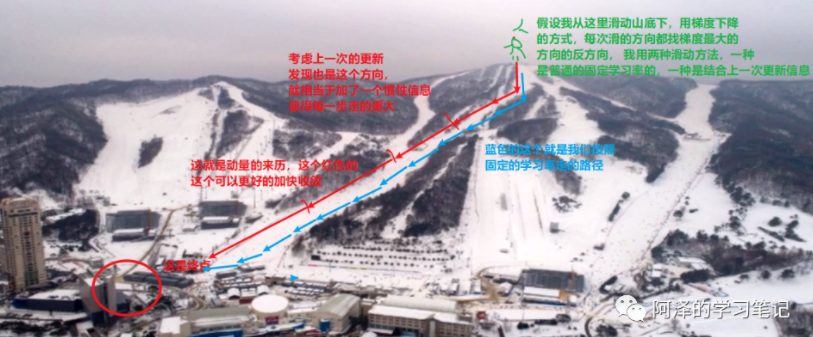 假设我从这里滑动山底下，用梯度下降
的方式，每次滑的方向都找梯度最大的
方向的反方向， 我用两种滑动方法，一种
是普通的固定学习率的，一种是结合上一次更新信息
考虑上一次的更新
发现也是这个方向，
就相当于加了一个惯性信息
使得每一步走的更大
蓝色的这个就是我们按照
固定的学习率走的路径
这就是动量的来历，这个红色的
这个可以更好的加快收敛
这是终点
阿泽的学习笔记